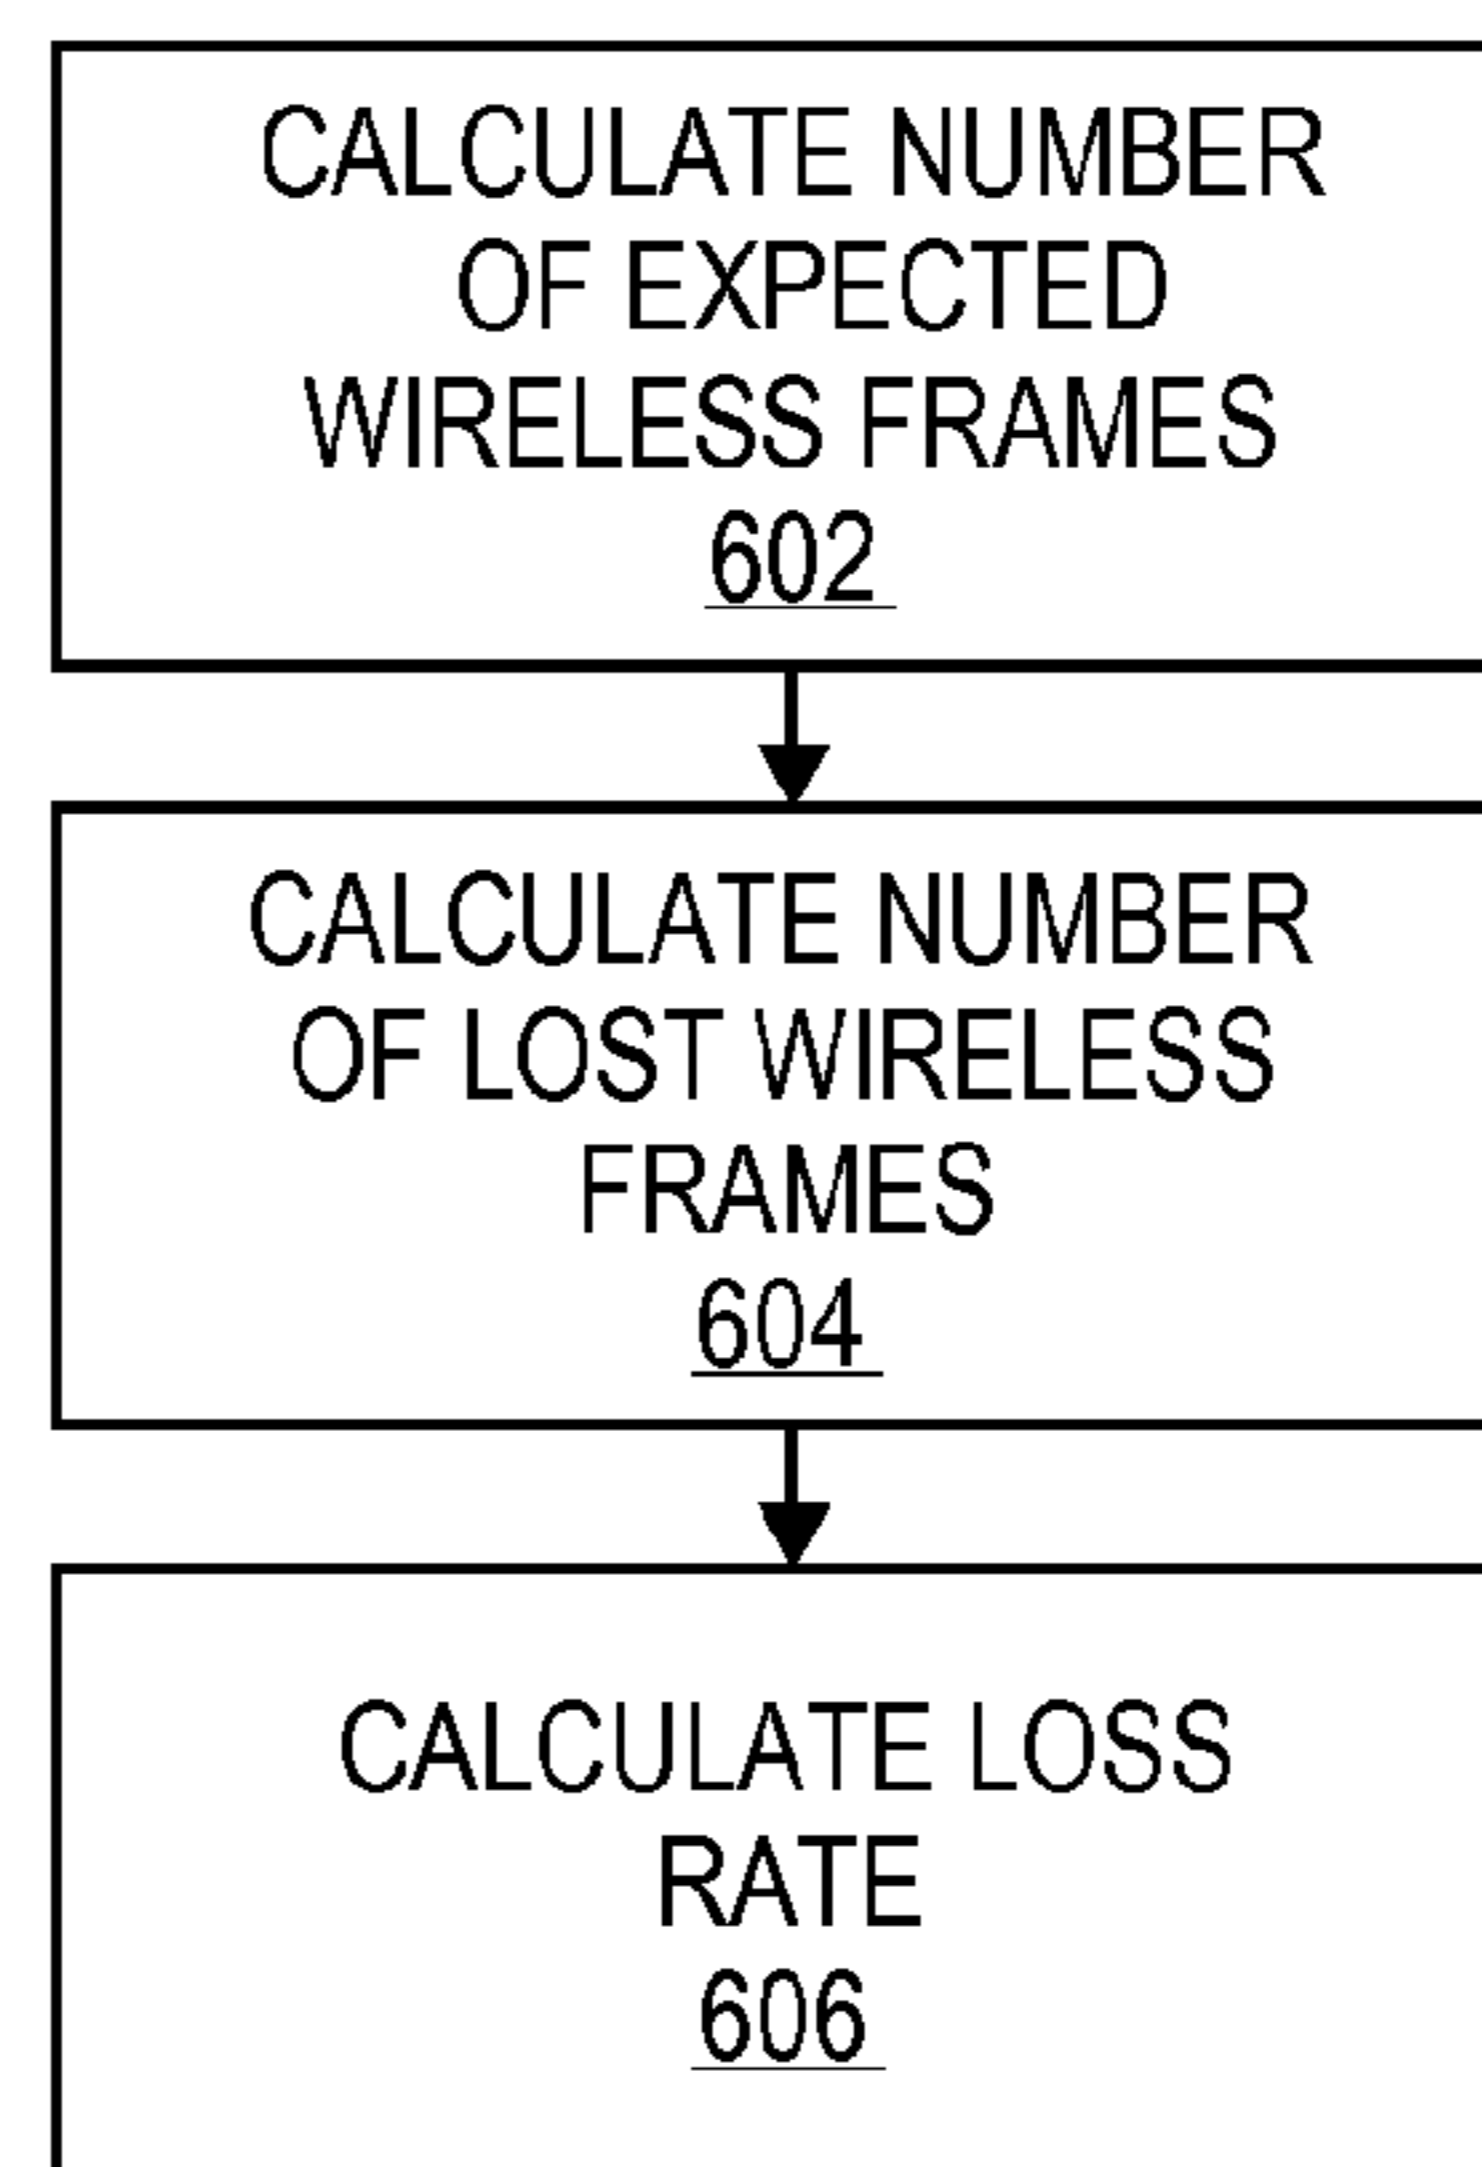 CALCULATE NUMBER
OF EXPECTED
WIRELESS FRAMES
602
CALCULATE NUMBER
OF LOST WIRELESS
FRAMES
604
CALCULATE LOSS
RATE
606